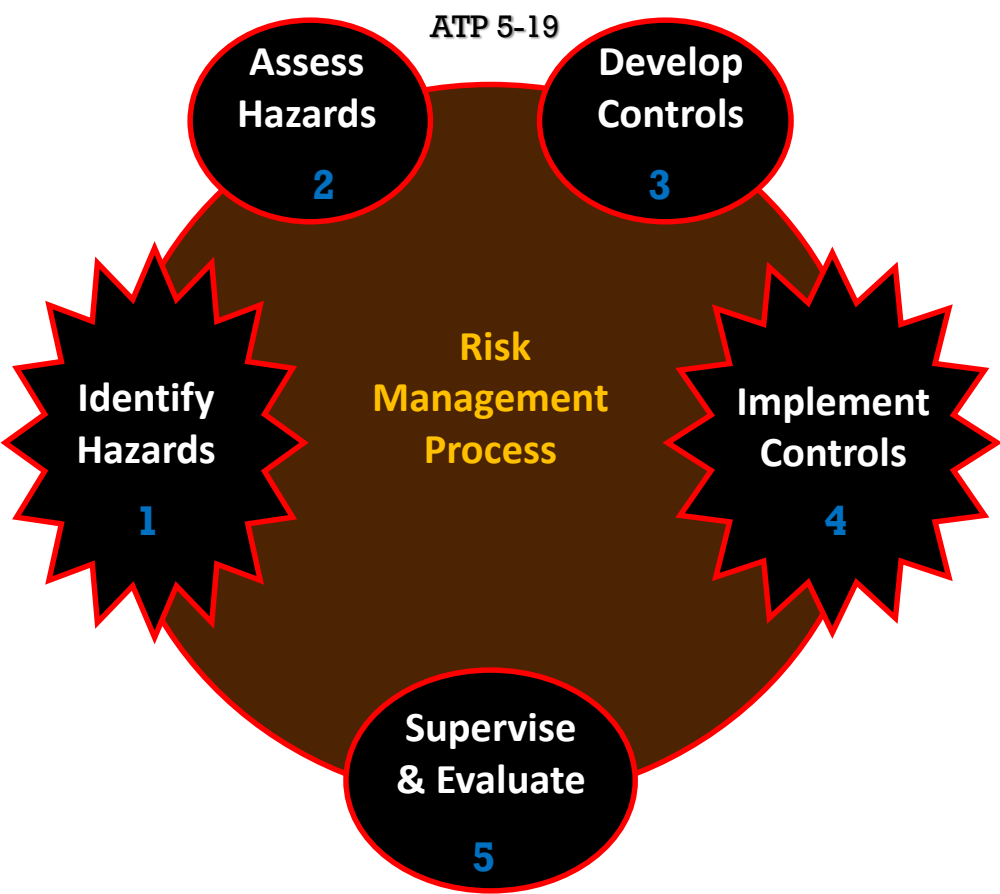 ATP 5-19
Assess
Hazards
2
Develop
Controls
3
Identify
Hazards
1
Risk
Management
Process
Implement
Controls
4
Supervise
& Evaluate
5